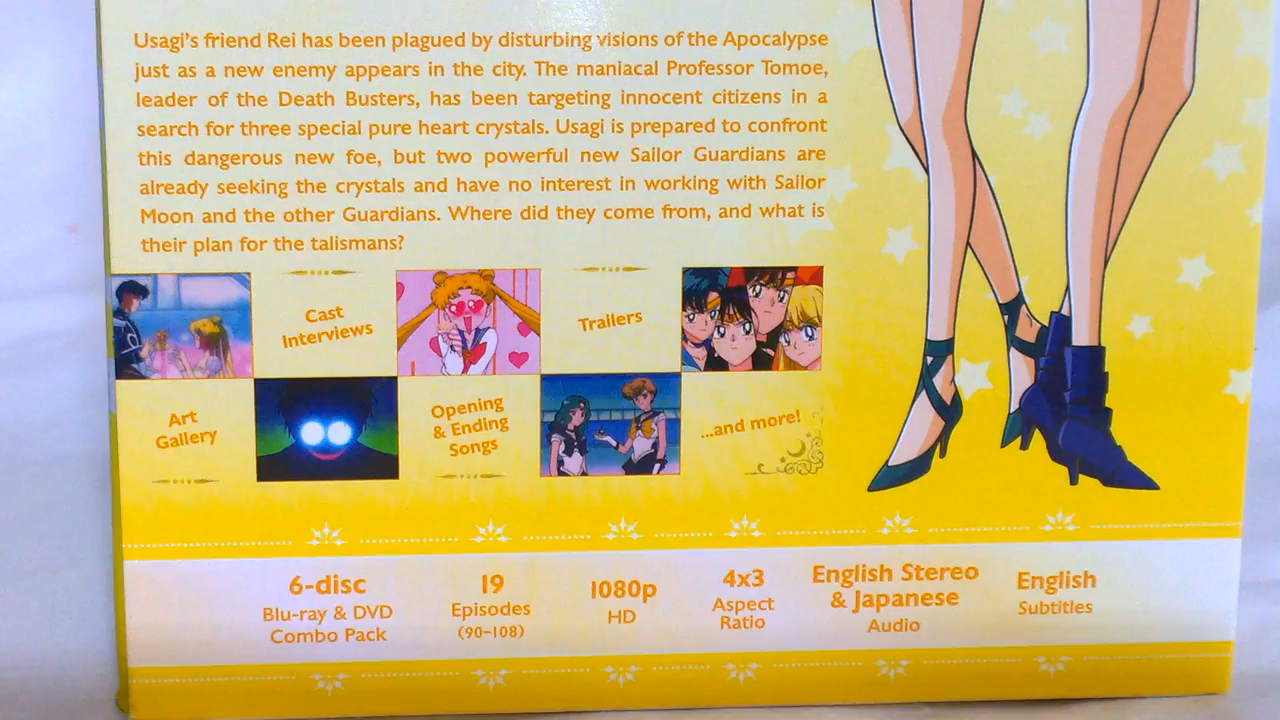 Usagi's friend Rei has been plagued by disturbing visions of the Apocalypse
just as a new enemy appears in the city. The maniacal Professor Tomoe,
leader of the Death Busters, has been targeting innocent citizens in a
search for three special pure heart crystals. Usagi is prepared to confront
this dangerous new foe, but two powerful new Sailor Guardians are
already seeking the crystals and have no interest in working with Sailor
Moon and the other Guardians. Where did they come from, and what is
their plan for the talismans?
Cast
Interviews
Trailers
Art
Gallery
Opening
& Ending
Songs
...and more!
6-disc
Blu-ray & DVD
Combo Pack
19
Episodes
(90–108)
1080p
HD
4x3
Aspect
Ratio
English Stereo
& Japanese
Audio
English
Subtitles